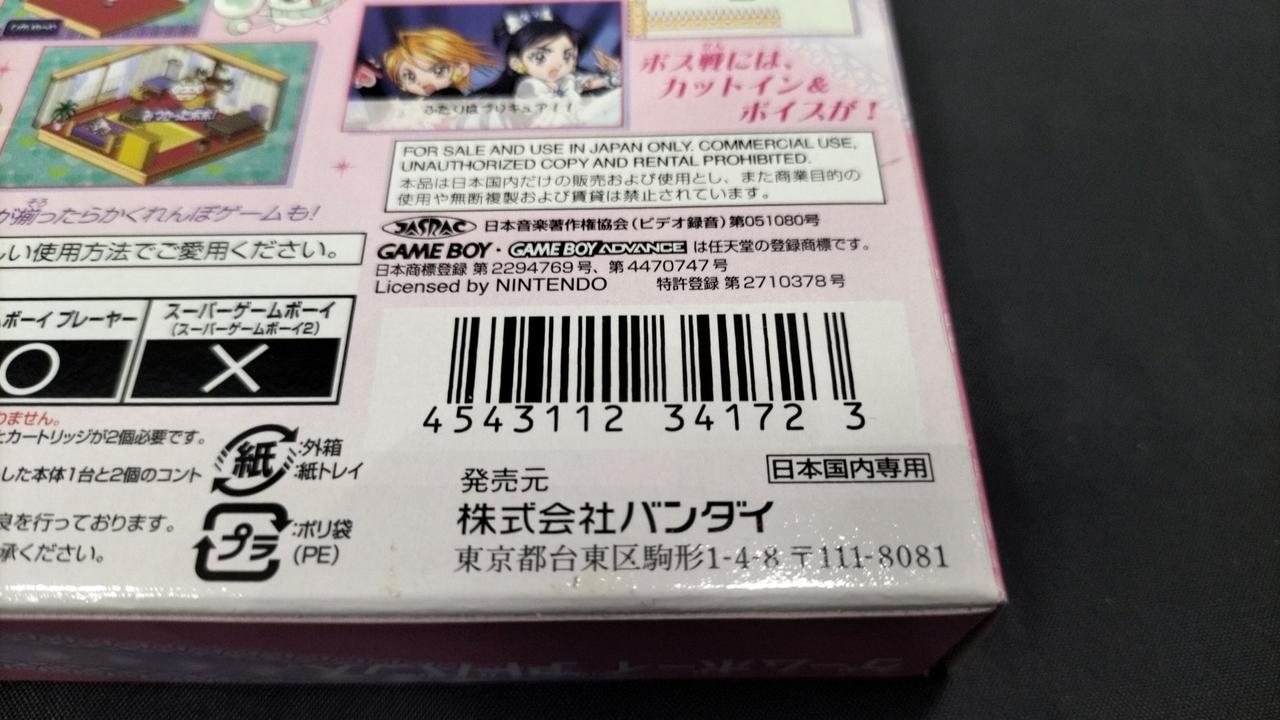 みつかったポポ!
ふたりはプリキュア!!
ボス戦には、
カットイン&
ボイスが!
FOR SALE AND USE IN JAPAN ONLY. COMMERCIAL USE,
UNAUTHORIZED COPY AND RENTAL PROHIBITED.
本品は日本国内だけの販売および使用とし、また商業目的の
使用や無断複製および賃貸は禁止されています。
が揃ったらかくれんぼゲームも!
しい使用方法でご愛用ください。
JASRAC 日本音楽著作権協会(ビデオ録音)第051080号
GAME BOY・GAME BOY ADVANCE は任天堂の登録商標です。
日本商標登録 第2294769号、第4470747号
Licensed by NINTENDO 特許登録 第2710378号
ボーイ プレーヤー
スーパーゲームボーイ
(スーパーゲームボーイ2)
4543112 341723
りません。
カートリッジが2個必要です。
した本体1台と2個のコント
良を行っております。
承ください。
紙 :外箱
:紙トレイ
プラ :ポリ袋
(PE)
日本国内専用
発売元
株式会社バンダイ
東京都台東区駒形1-4-8 〒111-8081